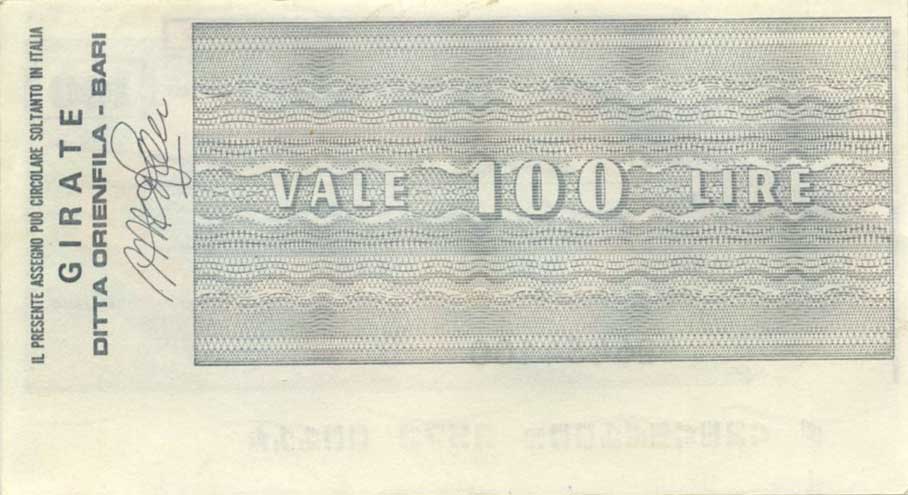 IL PRESENTE ASSEGNO PUÒ CIRCOLARE SOLTANTO IN ITALIA
GIRATE
DITTA ORIENFILA - BARI
VALE 100 LIRE